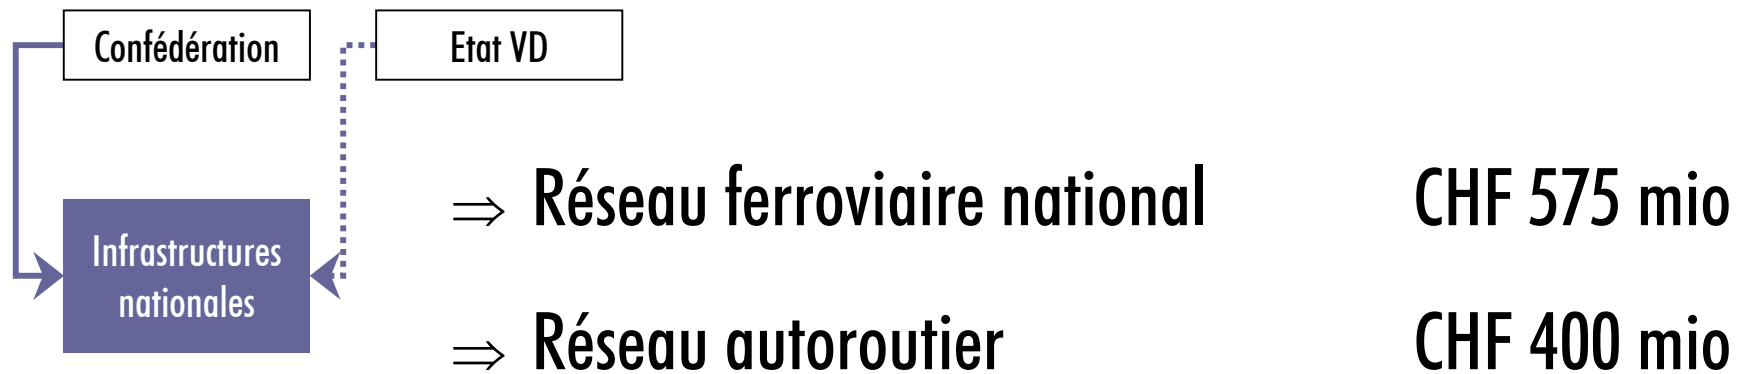 Confédération
Etat VD
⇒ Réseau ferroviaire national CHF 575 mio
Infrastructures
nationales
⇒ Réseau autoroutier CHF 400 mio